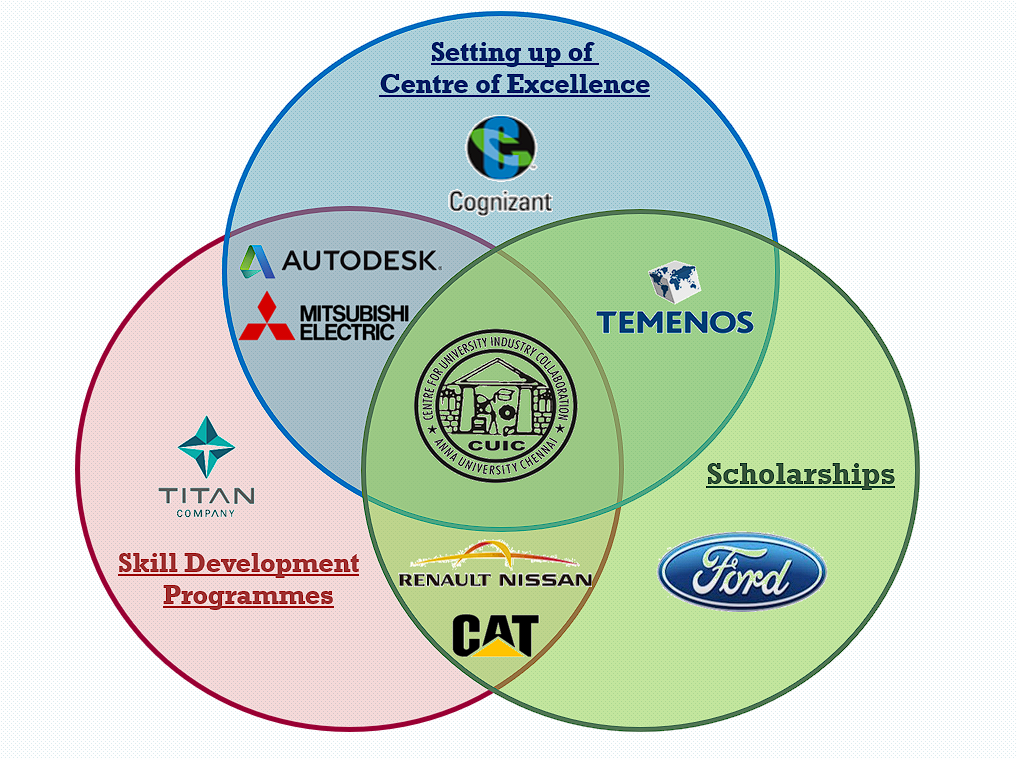 Setting up of
Centre of Excellence
Cognizant
AUTODESK.
MITSUBISHI
ELECTRIC
TEMENOS
CENTRE FOR UNIVERSITY INDUSTRY COLLABORATION
CUIC
ANNA UNIVERSITY CHENNAI
TITAN
COMPANY
Scholarships
Skill Development
Programmes
RENAULT NISSAN
Ford
CAT